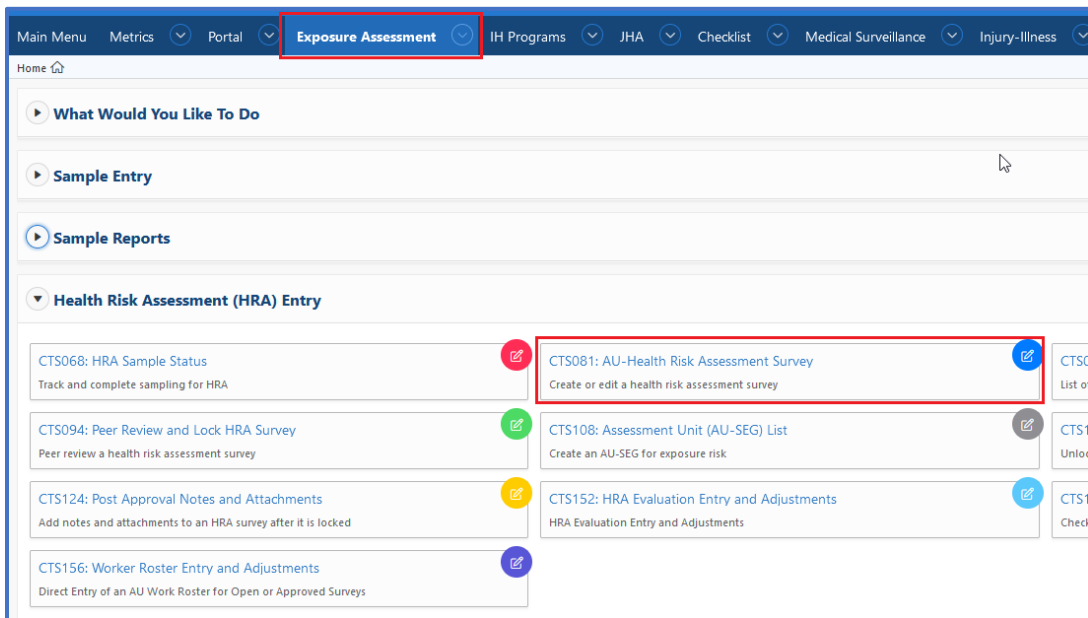 Main Menu Metrics Portal Exposure Assessment IH Programs JHA Checklist Medical Surveillance Injury-Illness
Home
What Would You Like To Do
Sample Entry
Sample Reports
Health Risk Assessment (HRA) Entry
CTS068: HRA Sample Status
Track and complete sampling for HRA
CTS081: AU-Health Risk Assessment Survey
Create or edit a health risk assessment survey
List
CTS094: Peer Review and Lock HRA Survey
Peer review a health risk assessment survey
CTS108: Assessment Unit (AU-SEG) List
Create an AU-SEG for exposure risk
CTS124: Post Approval Notes and Attachments
Add notes and attachments to an HRA survey after it is locked
CTS152: HRA Evaluation Entry and Adjustments
HRA Evaluation Entry and Adjustments
Check
CTS156: Worker Roster Entry and Adjustments
Direct Entry of an AU Work Roster for Open or Approved Surveys